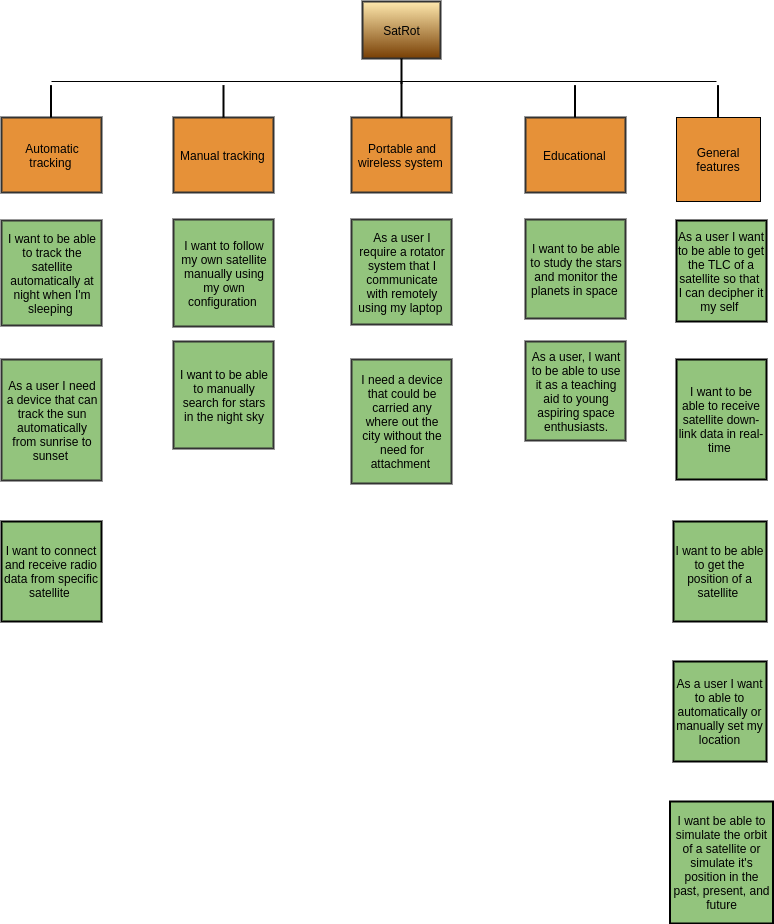 SatRot
Automatic
tracking
Manual tracking
Portable and
wireless system
Educational
General
features
I want to be able
to track the
satellite
automatically at
night when I'm
sleeping
I want to follow
my own satellite
manually using
my own
configuration
As a user I
require a rotator
system that I
communicate
with remotely
using my laptop
I want to be able
to study the stars
and monitor the
planets in space
As a user I want
to be able to get
the TLC of a
satellite so that
I can decipher it
my self
As a user I need
a device that can
track the sun
automatically
from sunrise to
sunset
I want to be able
to manually
search for stars
in the night sky
I need a device
that could be
carried any
where out the
city without the
need for
attachment
As a user, I want
to be able to use
it as a teaching
aid to young
aspiring space
enthusiasts.
I want to be
able to receive
satellite down-
link data in real-
time
I want to connect
and receive radio
data from specific
satellite
I want to be able
to get the
position of a
satellite
As a user I want
to able to
automatically or
manually set my
location
I want be able to
simulate the orbit
of a satellite or
simulate it's
position in the
past, present, and
future